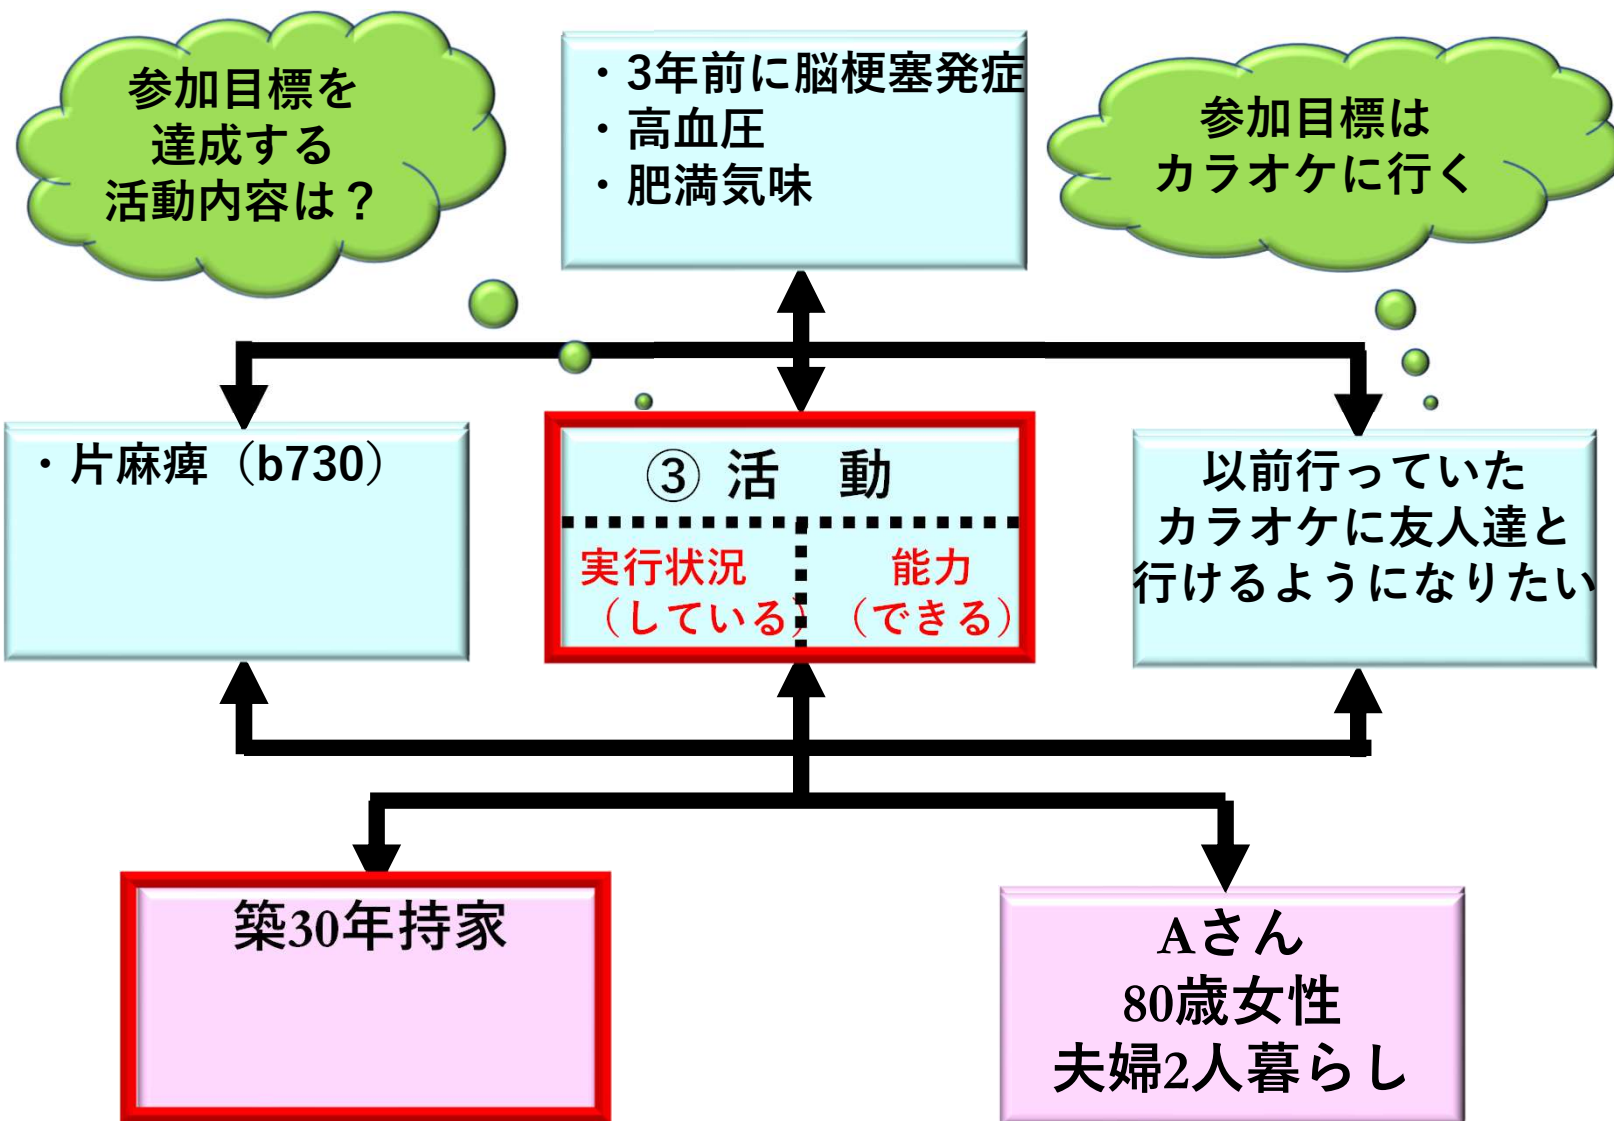 参加目標を
達成する
活動内容は？
・3年前に脳梗塞発症
・高血圧
・肥満気味
参加目標は
カラオケに行く
・片麻痺（b730）
③ 活　動
実行状況
（している）
能力
（できる）
以前行っていた
カラオケに友人達と
行けるようになりたい
築30年持家
Aさん
80歳女性
夫婦2人暮らし